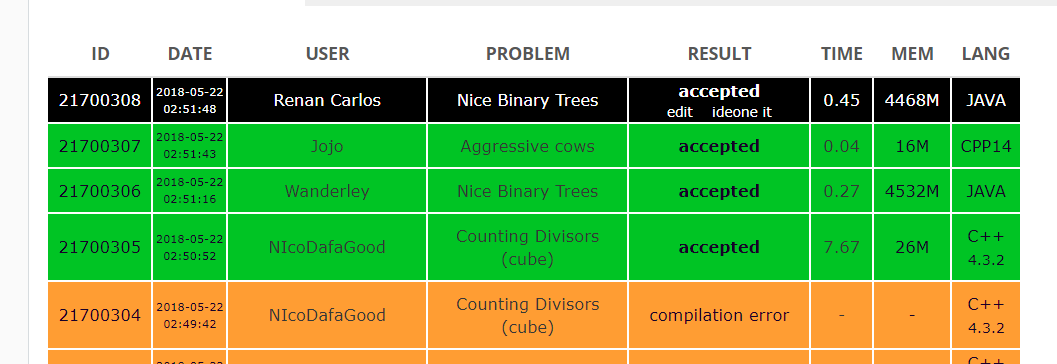 ID DATE USER PROBLEM RESULT TIME MEM LANG
21700308 2018-05-22 02:51:48 Renan Carlos Nice Binary Trees accepted edit ideone it 0.45 4468M JAVA
21700307 2018-05-22 02:51:43 Jojo Aggressive cows accepted 0.04 16M CPP14
21700306 2018-05-22 02:51:16 Wanderley Nice Binary Trees accepted 0.27 4532M JAVA
21700305 2018-05-22 02:50:52 NIcoDafaGood Counting Divisors (cube) accepted 7.67 26M C++ 4.3.2
21700304 2018-05-22 02:49:42 NIcoDafaGood Counting Divisors (cube) compilation error - - C++ 4.3.2
2018-05-22 C++